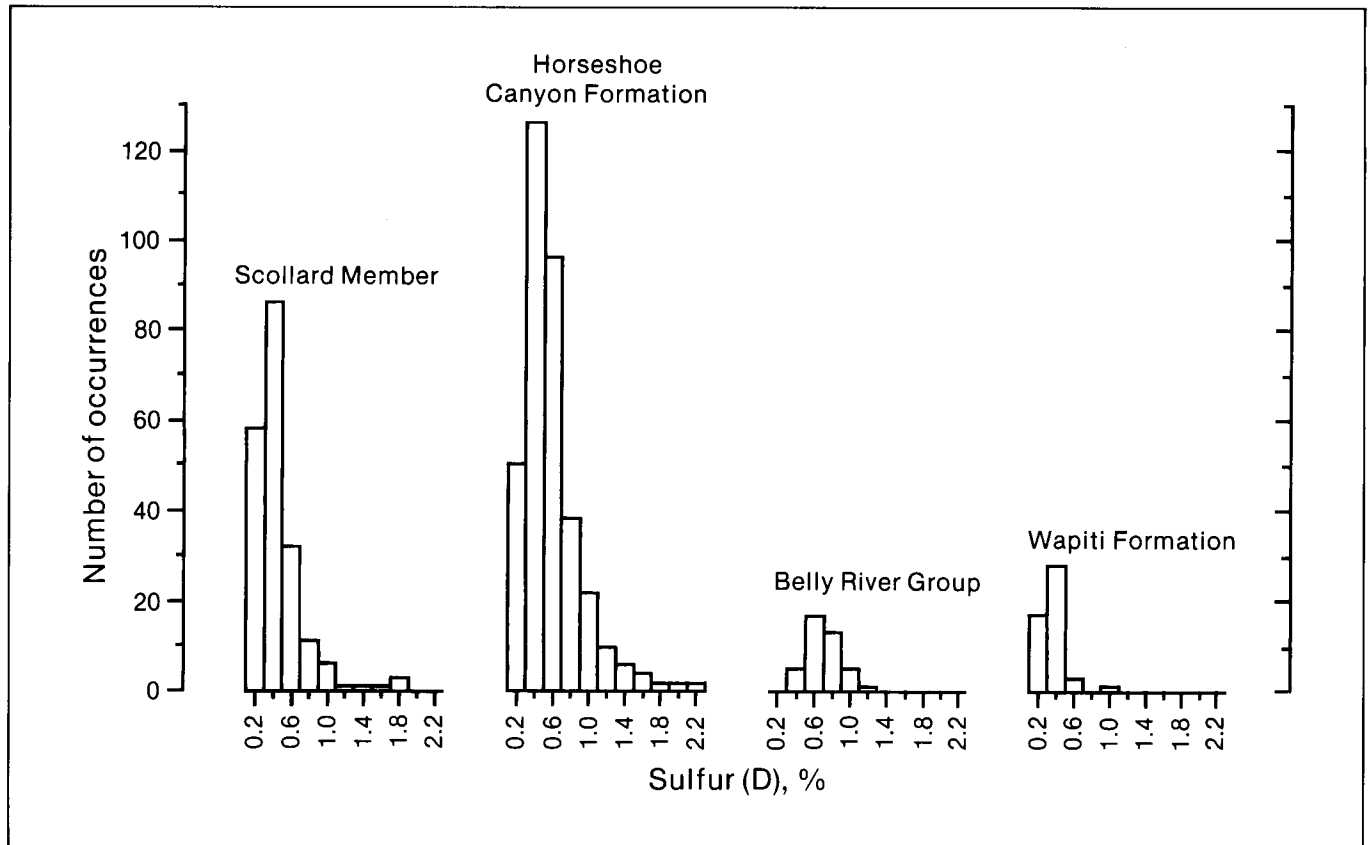 Horseshoe
Canyon Formation
Scollard Member
Belly River Group
Wapiti Formation
Number of occurrences
120
100
80
60
40
20
0
0.2 0.6 1.0 1.4 1.8 2.2
0.2 0.6 1.0 1.4 1.8 2.2
0.2 0.6 1.0 1.4 1.8 2.2
0.2 0.6 1.0 1.4 1.8 2.2
Sulfur (D), %